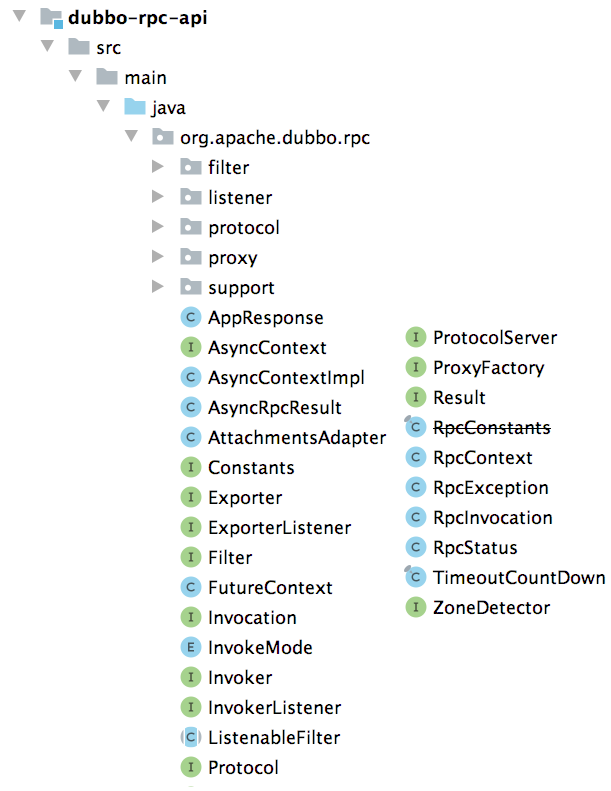 dubbo-rpc-api
src
main
java
org.apache.dubbo.rpc
filter
listener
protocol
proxy
support
C AppResponse
I AsyncContext
C AsyncContextImpl
C AsyncRpcResult
C AttachmentsAdapter
I Constants
I Exporter
I ExporterListener
I Filter
C FutureContext
I Invocation
E InvokeMode
I Invoker
I InvokerListener
C ListenableFilter
I Protocol
I ProtocolServer
I ProxyFactory
I Result
C RpcConstants
C RpcContext
C RpcException
C RpcInvocation
C RpcStatus
C TimeoutCountDown
I ZoneDetector